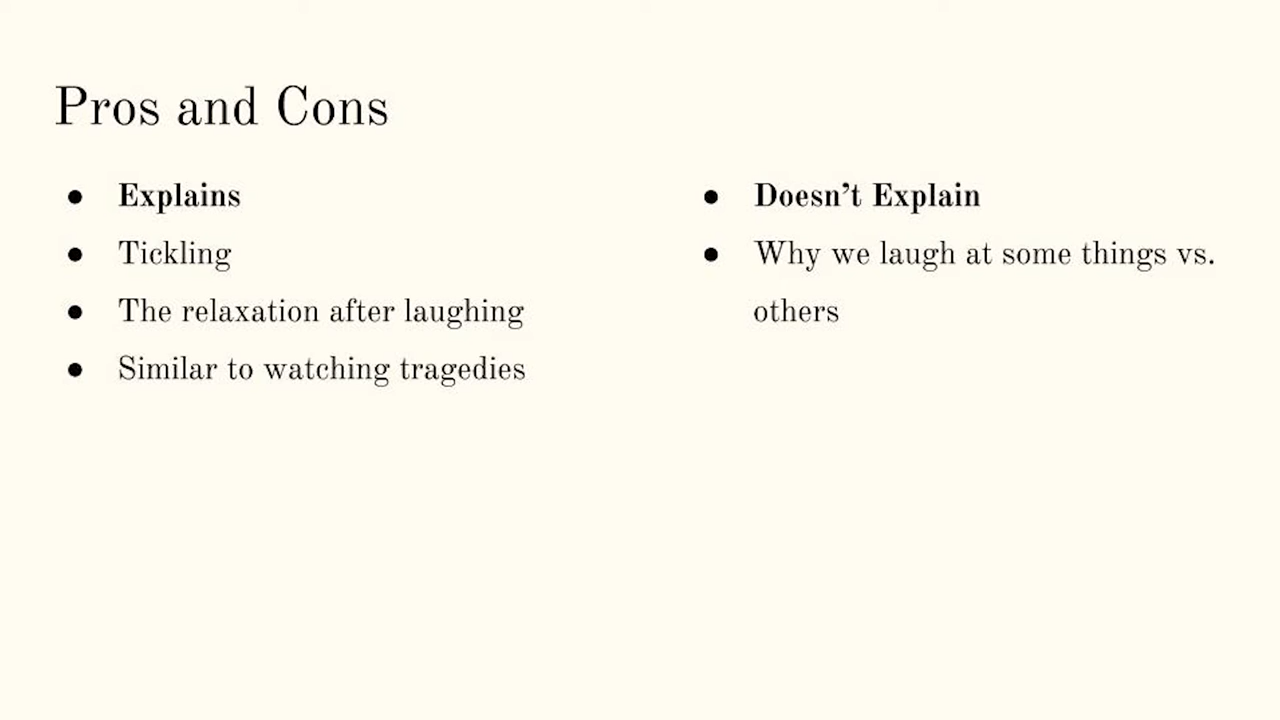 Pros and Cons
● Explains
● Tickling
● The relaxation after laughing
● Similar to watching tragedies
● Doesn’t Explain
● Why we laugh at some things vs.
others